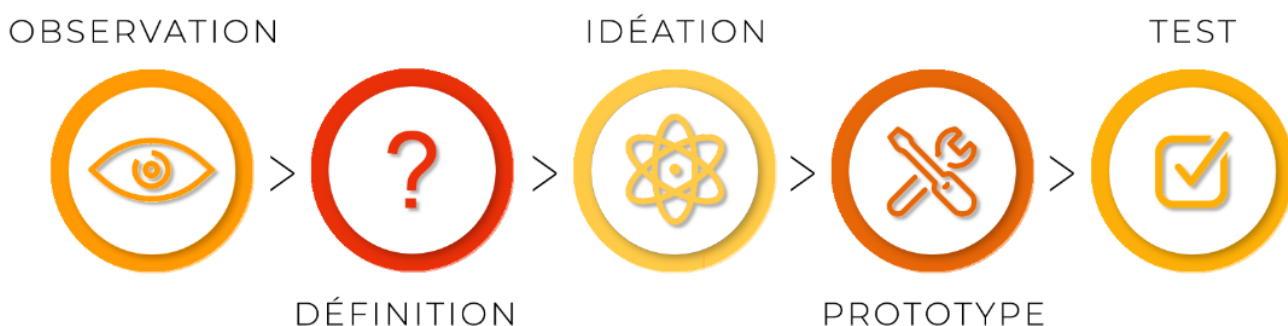 OBSERVATION
IDÉATION
TEST
?
DÉFINITION
PROTOTYPE